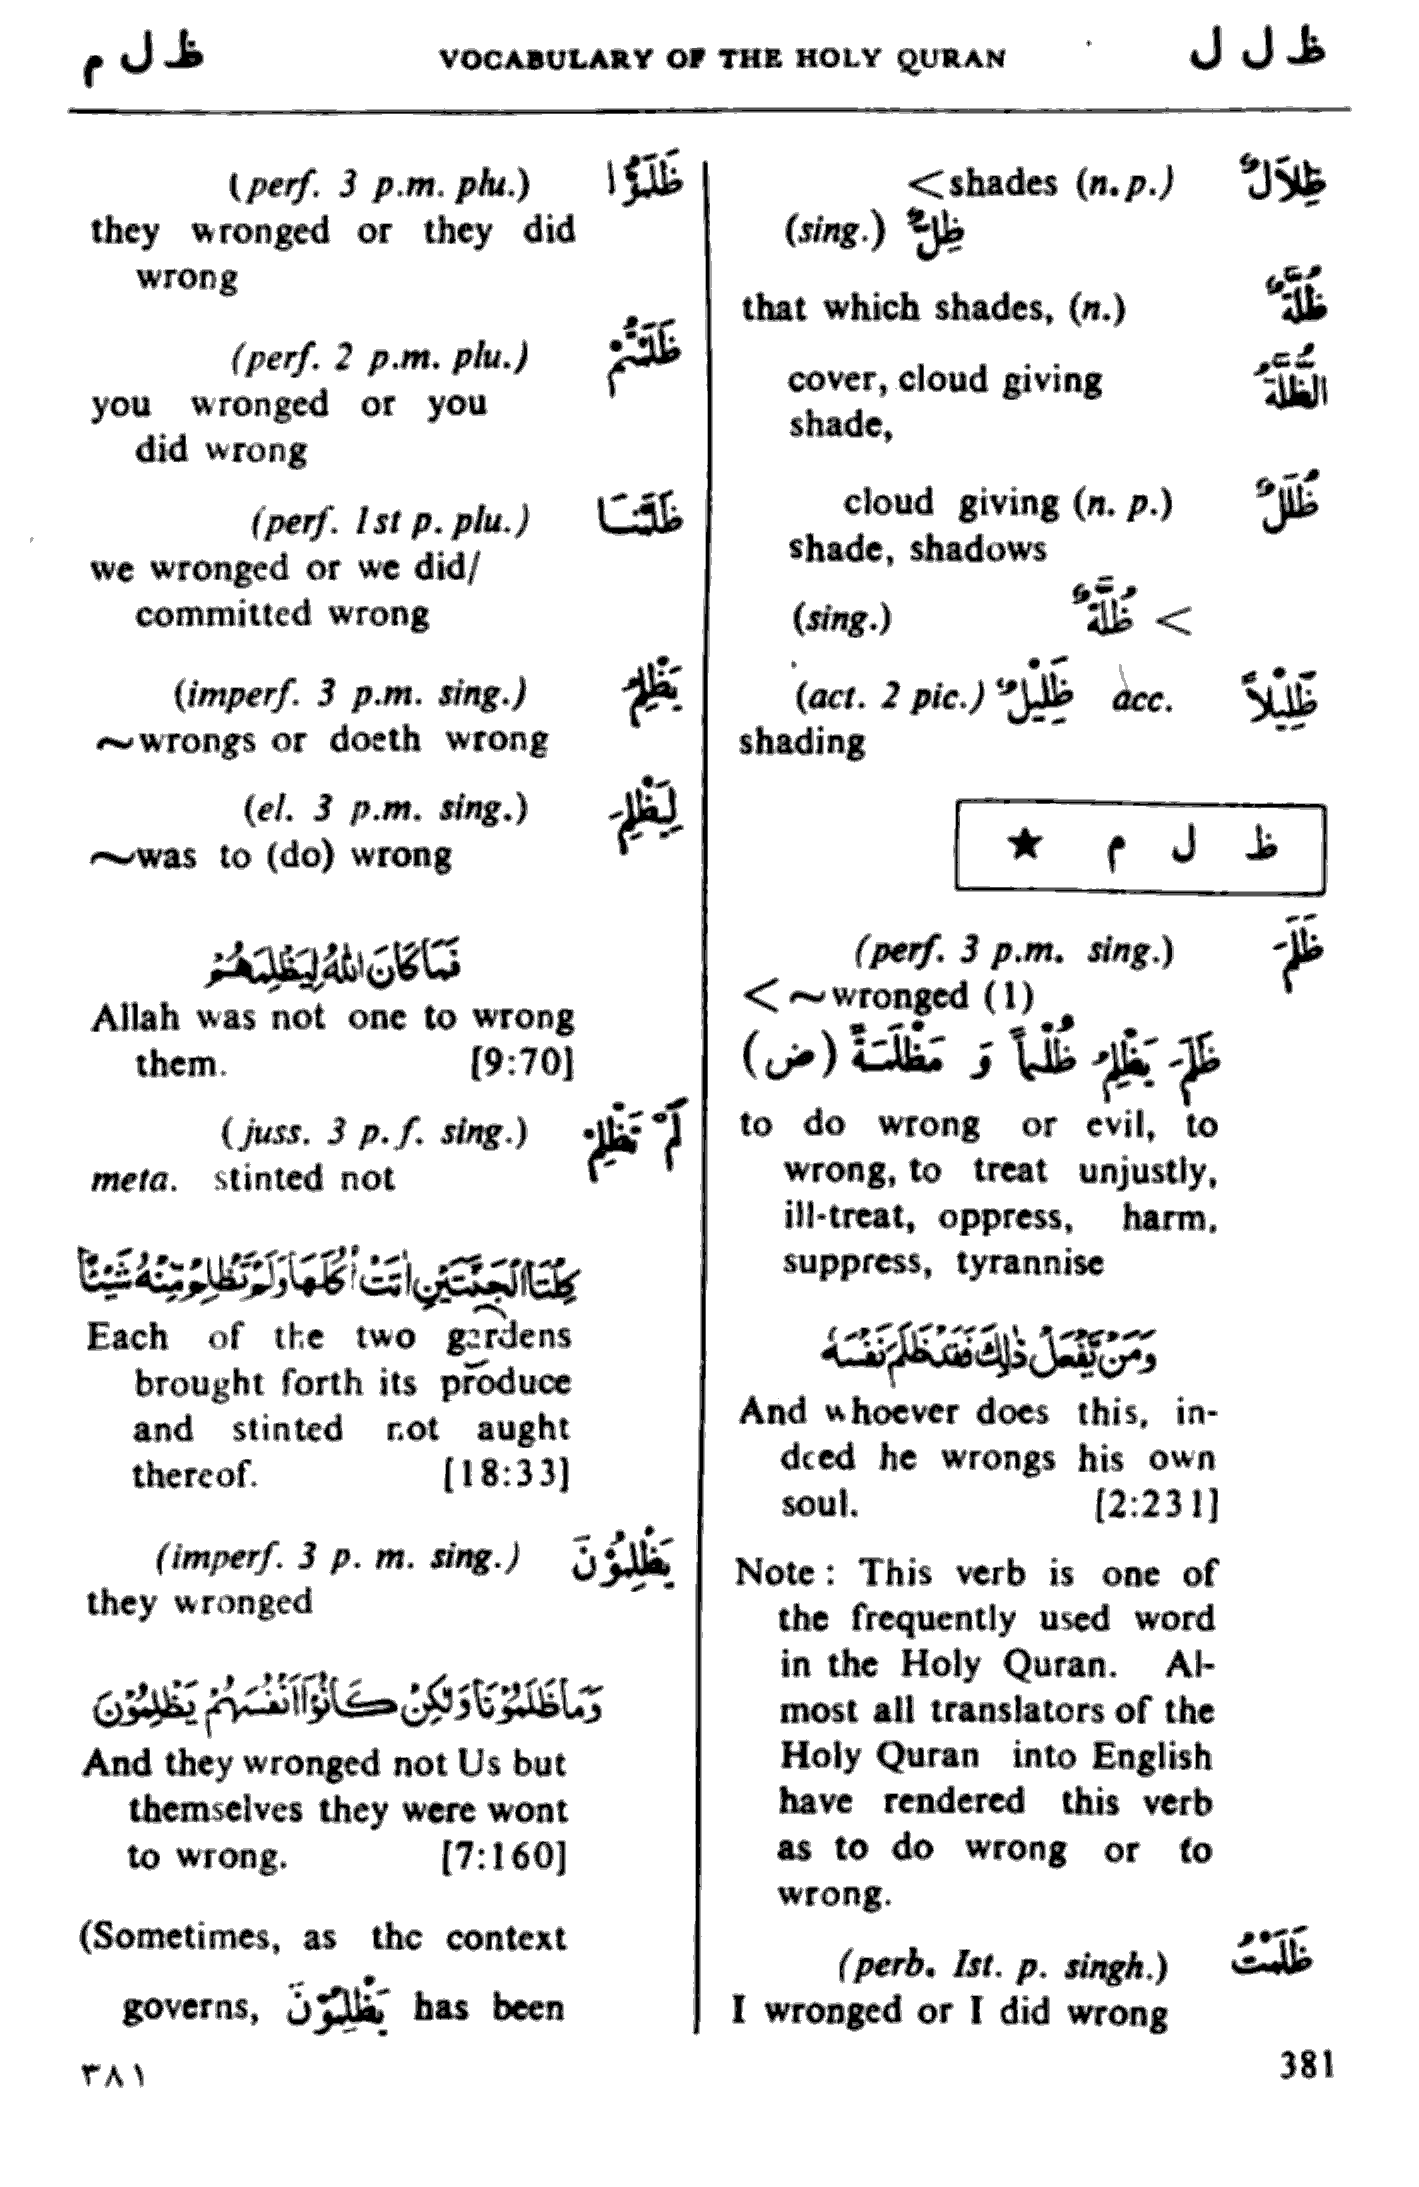 ظ ل م VOCABULARY OF THE HOLY QURAN ظ ل ل
ظِلَالٌ <shades (n.p.)
(sing.) ظِلٌّ
ظُلَّةٌ that which shades, (n.)
الظُّلَّةُ cover, cloud giving
shade,
ظُلَلٌ cloud giving (n. p.)
shade, shadows
(sing.) ظُلَّةٌ <
ظَلِيْلًا acc. ظَلِيْلٌ (act. 2 pic.)
shading
ظ ل م ★
ظَلَمَ (perf. 3 p.m. sing.)
< ~wronged (1)
ظَلَمَ يَظْلِمُ ظُلْمًا وَ مَظْلَمَةً (ض)
to do wrong or evil, to
wrong, to treat unjustly,
ill-treat, oppress, harm,
suppress, tyrannise
وَمَنْ يَّفْعَلْ ذٰلِكَ فَقَدْ ظَلَمَ نَفْسَهٗ
And whoever does this, in-
deed he wrongs his own
soul. [2:231]
Note : This verb is one of
the frequently used word
in the Holy Quran. Al-
most all translators of the
Holy Quran into English
have rendered this verb
as to do wrong or to
wrong.
ظَلَمْتُ (perb. Ist. p. singh.)
I wronged or I did wrong
ظَلَمُوْا (perf. 3 p.m. plu.)
they wronged or they did
wrong
ظَلَمْتُمْ (perf. 2 p.m. plu.)
you wronged or you
did wrong
ظَلَمْنَا (perf. 1st p. plu.)
we wronged or we did/
committed wrong
يَظْلِمُ (imperf. 3 p.m. sing.)
~wrongs or doeth wrong
لِيَظْلِمَ (el. 3 p.m. sing.)
~was to (do) wrong
فَمَا كَانَ اللّٰهُ لِيَظْلِمَهُمْ
Allah was not one to wrong
them. [9:70]
لَمْ تَظْلِمْ (juss. 3 p.f. sing.)
meta. stinted not
كِلْتَا الْجَنَّتَيْنِ اٰتَتْ اُكُلَهَا وَلَمْ تَظْلِمْ مِّنْهُ شَيْئًا
Each of the two gardens
brought forth its produce
and stinted not aught
thereof. [18:33]
يَظْلِمُوْنَ (imperf. 3 p. m. sing.)
they wronged
وَمَا ظَلَمُوْنَا وَلٰكِنْ كَانُوْٓا اَنْفُسَهُمْ يَظْلِمُوْنَ
And they wronged not Us but
themselves they were wont
to wrong. [7:160]
(Sometimes, as the context
governs, يَظْلِمُوْنَ has been
٣٨١ 381